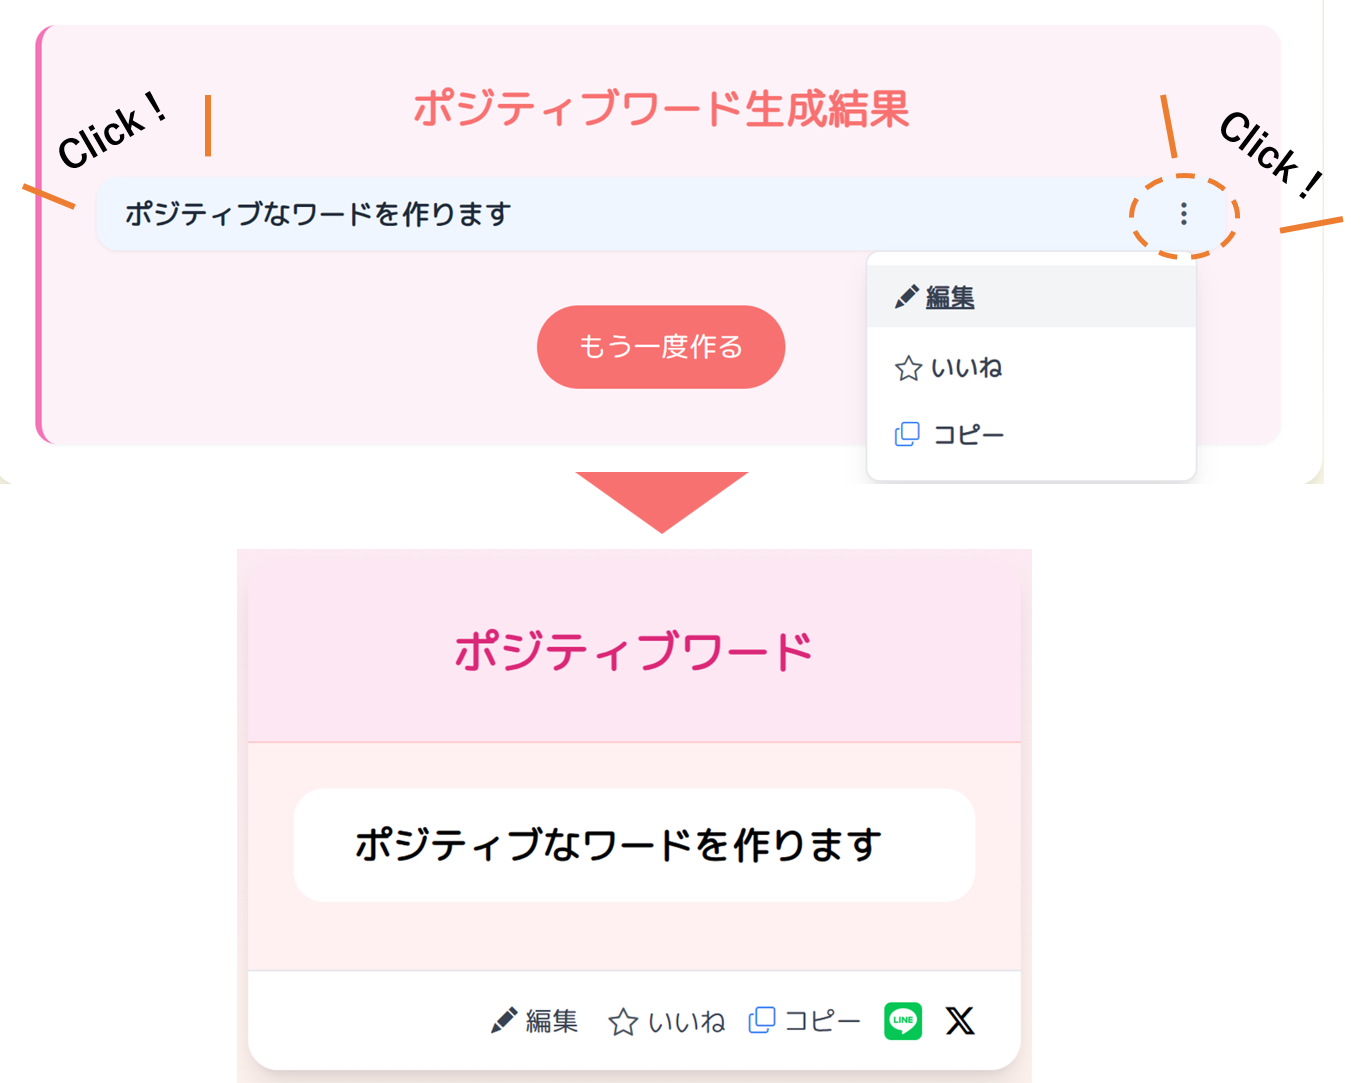 ポジティブワード生成結果
Click！
Click！
ポジティブなワードを作ります
編集
いいね
コピー
もう一度作る
ポジティブワード
ポジティブなワードを作ります
編集 いいね コピー LINE X